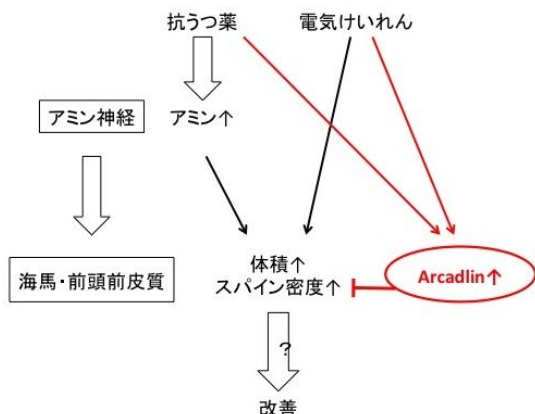 抗うつ薬 電気けいれん
アミン神経 アミン↑
海馬・前頭前皮質
体積↑
スパイン密度↑
Arcadlin↑
?
改善